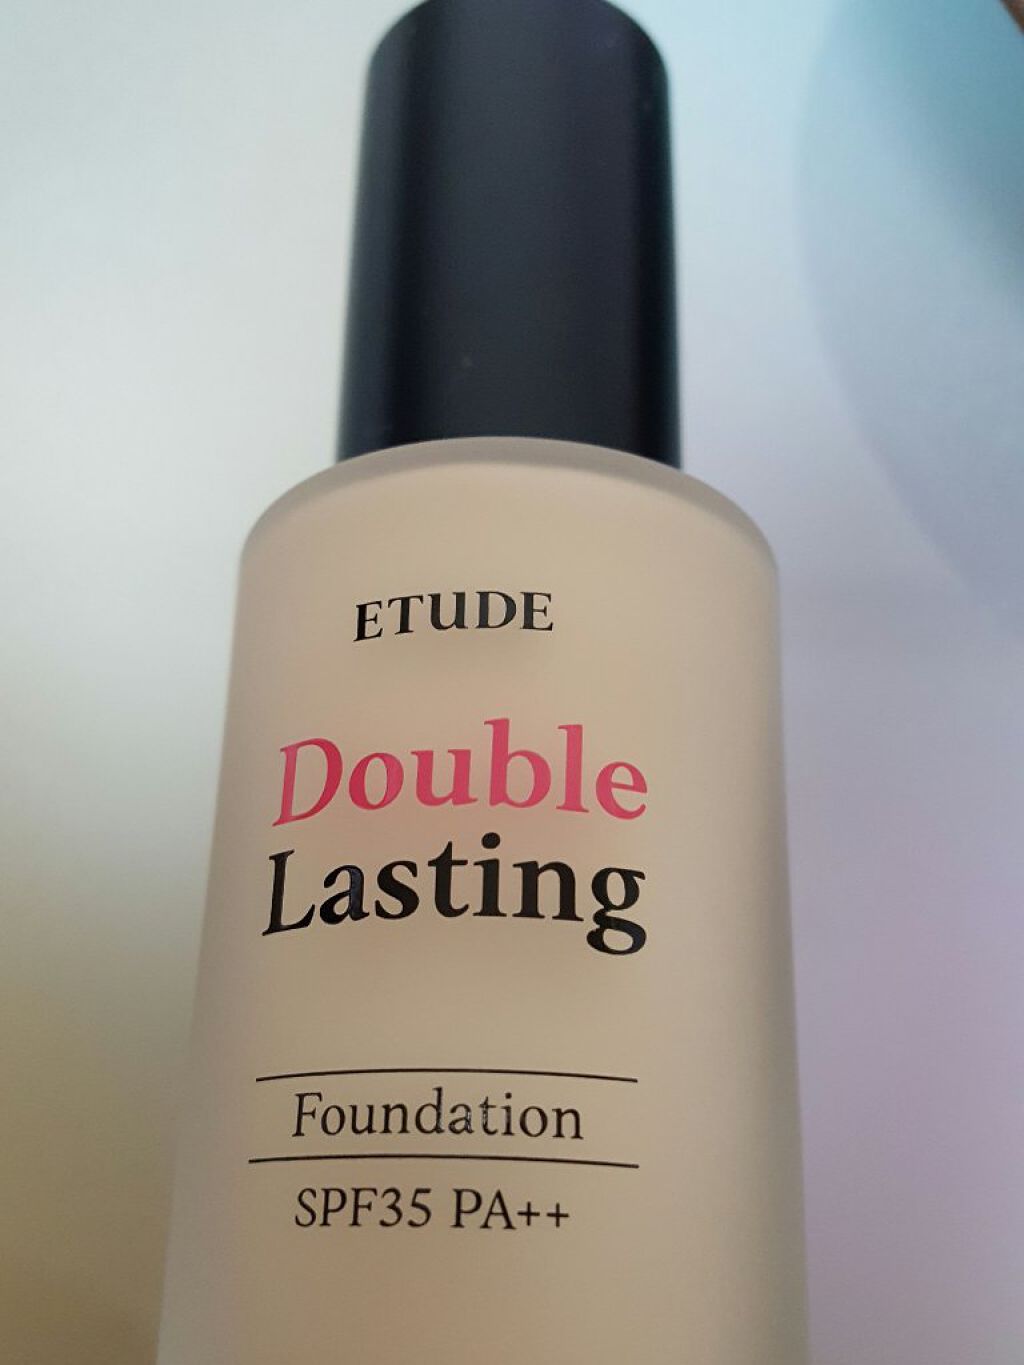 ETUDE
Double
Lasting
Foundation
SPF35 PA++